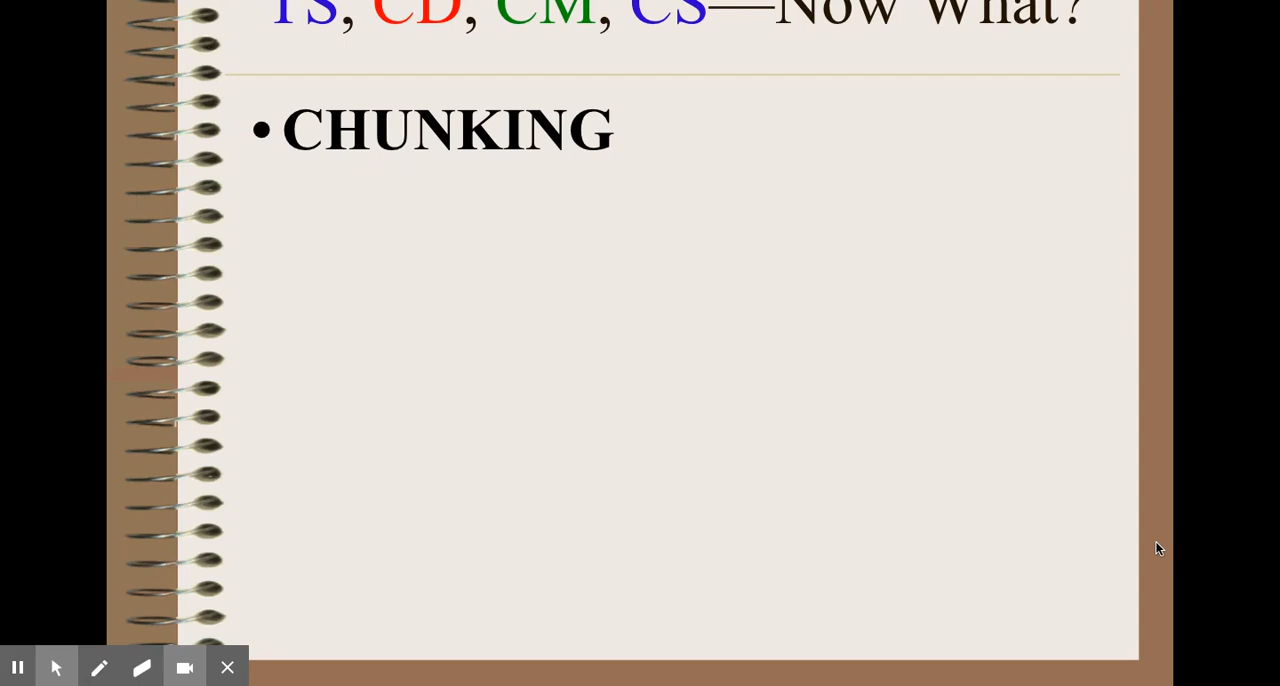 TS, CD, CM, CS—Now What?
• CHUNKING